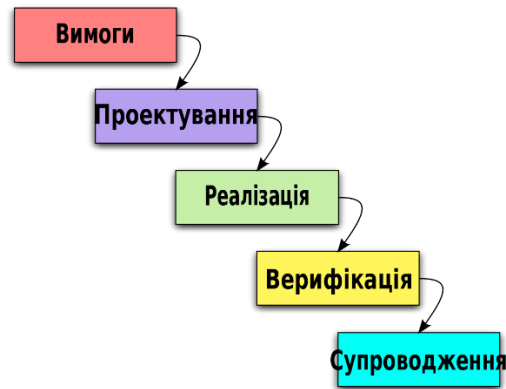 Вимоги
Проектування
Реалізація
Верифікація
Супроводження